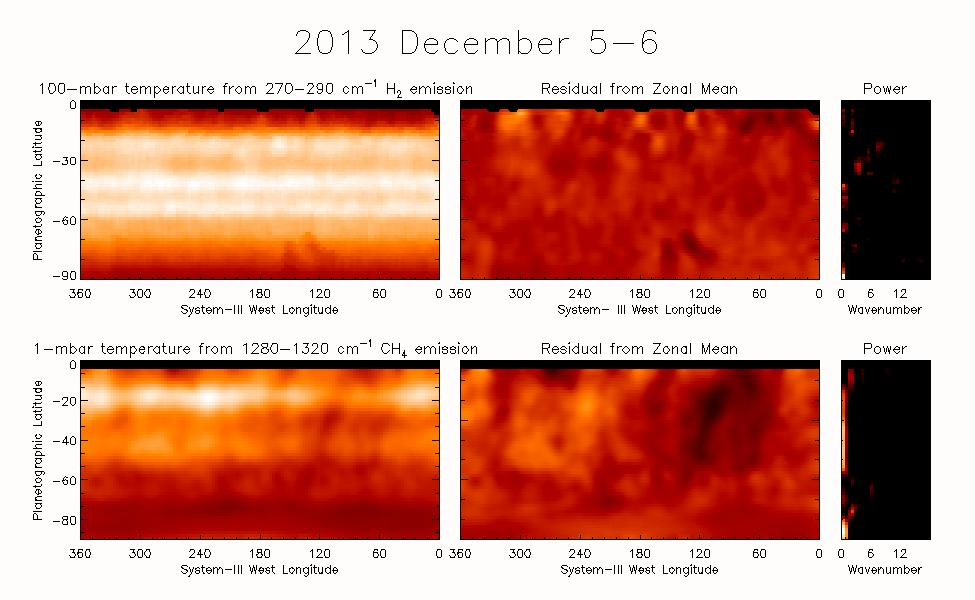 2013 December 5-6
100-mbar temperature from 270-290 cm⁻¹ H₂ emission Residual from Zonal Mean Power
Planetographic Latitude
0
-30
-60
-90
360 300 240 180 120 60 0 360 300 240 180 120 60 0 0 6 12
System-III West Longitude System- III West Longitude Wavenumber
1-mbar temperature from 1280-1320 cm⁻¹ CH₄ emission Residual from Zonal Mean Power
Planetographic Latitude
0
-20
-40
-60
-80
360 300 240 180 120 60 0 360 300 240 180 120 60 0 0 6 12
System-III West Longitude System-III West Longitude Wavenumber